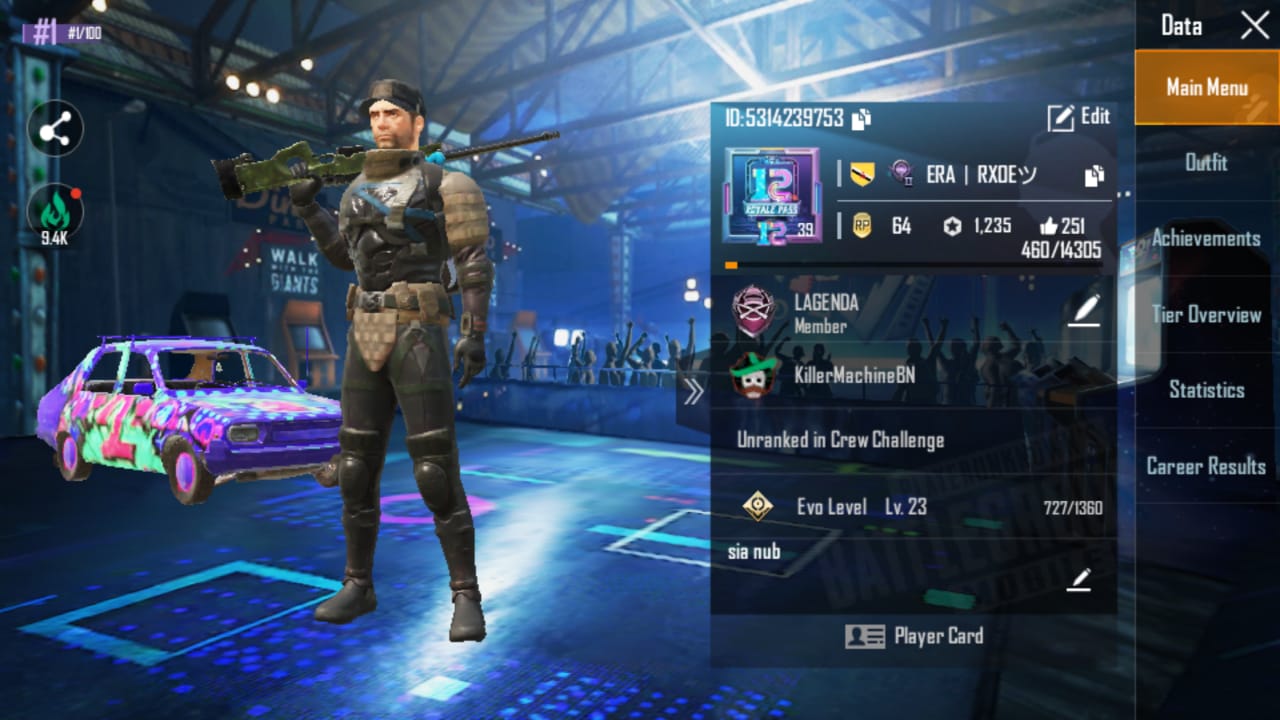 #1 #1/100
Data
Main Menu
ID:5314239753
Edit
Outfit
ERA | RXOEツ
12
ROYALE PASS
39
RP 64 1,235 251
9.4K
WALK
WITH THE
GIANTS
460/14305
Achievements
LAGENDA
Member
Tier Overview
KillerMachineBN
Statistics
Unranked in Crew Challenge
Career Results
Evo Level Lv. 23 727/1360
sia nub
Player Card